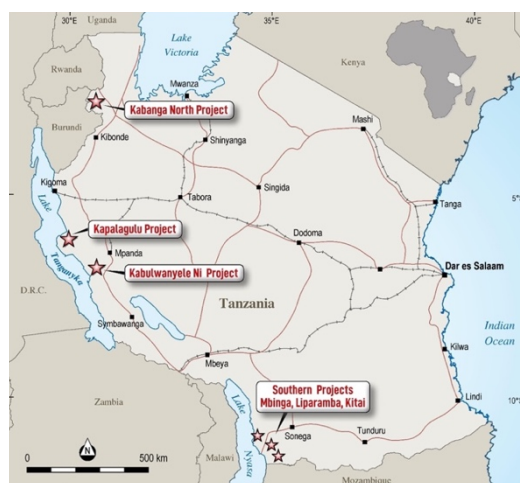 30°E
35°E
40°E
Uganda
Lake
Victoria
Rwanda
Kenya
Mwanza
Kabanga North Project
Mashi
Burundi
Kibonde
Shinyanga
5°
Kigoma
Singida
Tabora
Tanga
Lake
Kapalagulu Project
Dodoma
Mpanda
Tanganyka
Kabulwanyele Ni Project
Dar es Salaam
D.R.C.
Tanzania
Symbawanga
Indian
Ocean
Kilwa
Mbeya
Zambia
Southern Projects
Mbinga, Liparamba, Kitai
Lindi
10°S
Lake
Nyasa
Sonega
Tunduru
N
0
500 km
Malawi
Mozambique